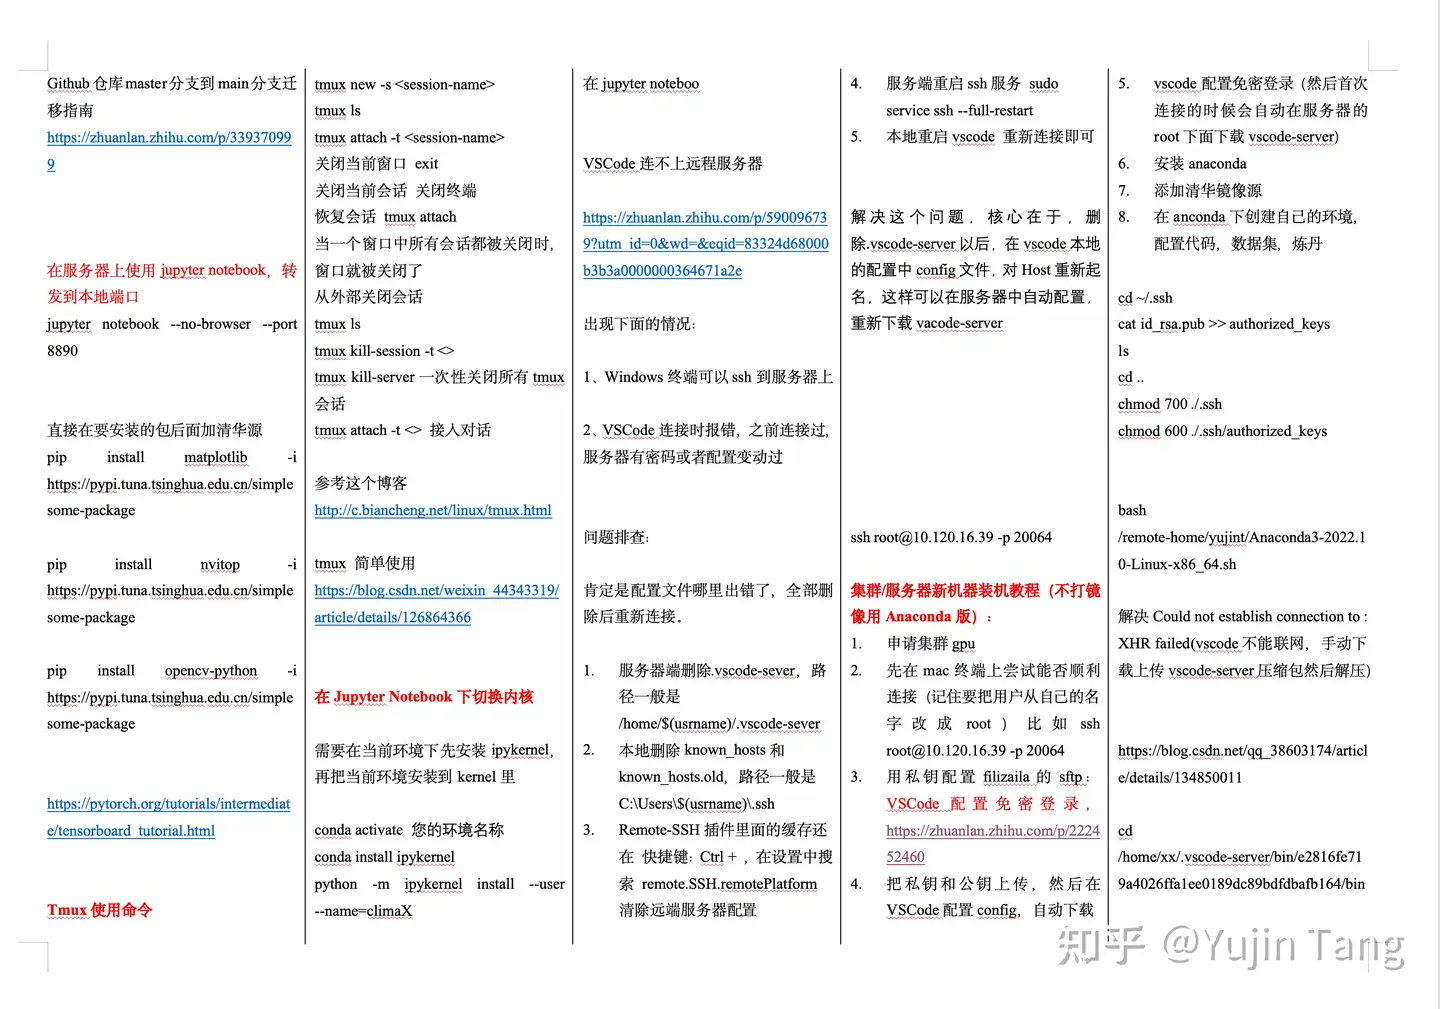 Github 仓库 master 分支到 main 分支迁
移指南
https://zhuanlan.zhihu.com/p/33937099
9
在服务器上使用 jupyter notebook，转
发到本地端口
jupyter notebook --no-browser --port
8890
直接在要安装的包后面加清华源
pip install matplotlib -i
https://pypi.tuna.tsinghua.edu.cn/simple
some-package
pip install nvitop -i
https://pypi.tuna.tsinghua.edu.cn/simple
some-package
pip install opencv-python -i
https://pypi.tuna.tsinghua.edu.cn/simple
some-package
https://pytorch.org/tutorials/intermediat
e/tensorboard_tutorial.html
Tmux 使用命令
tmux new -s <session-name>
tmux ls
tmux attach -t <session-name>
关闭当前窗口 exit
关闭当前会话 关闭终端
恢复会话 tmux attach
当一个窗口中所有会话都被关闭时，
窗口就被关闭了
从外部关闭会话
tmux ls
tmux kill-session -t <>
tmux kill-server 一次性关闭所有 tmux
会话
tmux attach -t <> 接入对话
参考这个博客
http://c.biancheng.net/linux/tmux.html
tmux 简单使用
https://blog.csdn.net/weixin_44343319/
article/details/126864366
在 Jupyter Notebook 下切换内核
需要在当前环境下先安装 ipykernel，
再把当前环境安装到 kernel 里
conda activate 您的环境名称
conda install ipykernel
python -m ipykernel install --user
--name=climaX
在 jupyter noteboo
VSCode 连不上远程服务器
https://zhuanlan.zhihu.com/p/59009673
9?utm_id=0&wd=&eqid=83324d68000
b3b3a0000000364671a2e
出现下面的情况：
1、Windows 终端可以 ssh 到服务器上
2、VSCode 连接时报错，之前连接过，
服务器有密码或者配置变动过
问题排查：
肯定是配置文件哪里出错了，全部删
除后重新连接。
1. 服务器端删除.vscode-sever，路
径一般是
/home/$(usrname)/.vscode-sever
2. 本地删除 known_hosts 和
known_hosts.old，路径一般是
C:\Users\$(usrname)\.ssh
3. Remote-SSH 插件里面的缓存还
在 快捷键：Ctrl + ，在设置中搜
索 remote.SSH.remotePlatform
清除远端服务器配置
4. 服务端重启 ssh 服务 sudo
service ssh --full-restart
5. 本地重启 vscode 重新连接即可
解决这个问题，核心在于，删
除.vscode-server 以后，在 vscode 本地
的配置中 config 文件，对 Host 重新起
名，这样可以在服务器中自动配置，
重新下载 vacode-server
ssh root@10.120.16.39 -p 20064
集群/服务器新机器装机教程（不打镜
像用 Anaconda 版）：
1. 申请集群 gpu
2. 先在 mac 终端上尝试能否顺利
连接（记住要把用户从自己的名
字改成 root）比如 ssh
root@10.120.16.39 -p 20064
3. 用私钥配置 filizaila 的 sftp：
VSCode 配置免密登录，
https://zhuanlan.zhihu.com/p/2224
52460
4. 把私钥和公钥上传，然后在
VSCode 配置 config，自动下载
5. vscode 配置免密登录（然后首次
连接的时候会自动在服务器的
root 下面下载 vscode-server）
6. 安装 anaconda
7. 添加清华镜像源
8. 在 anconda 下创建自己的环境，
配置代码，数据集，炼丹
cd ~/.ssh
cat id_rsa.pub >> authorized_keys
ls
cd ..
chmod 700 ./.ssh
chmod 600 ./.ssh/authorized_keys
bash
/remote-home/yujint/Anaconda3-2022.1
0-Linux-x86_64.sh
解决 Could not establish connection to :
XHR failed(vscode 不能联网，手动下
载上传 vscode-server 压缩包然后解压)
https://blog.csdn.net/qq_38603174/articl
e/details/134850011
cd
/home/xx/.vscode-server/bin/e2816fe71
9a4026ffa1ee0189dc89bdfdbafb164/bin
知乎 @Yujin Tang